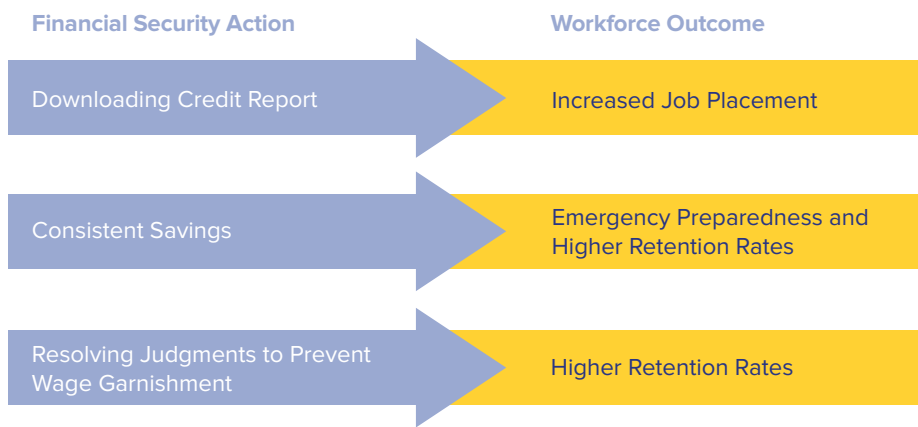 Financial Security Action
Workforce Outcome
Downloading Credit Report
Increased Job Placement
Consistent Savings
Emergency Preparedness and
Higher Retention Rates
Resolving Judgments to Prevent
Wage Garnishment
Higher Retention Rates